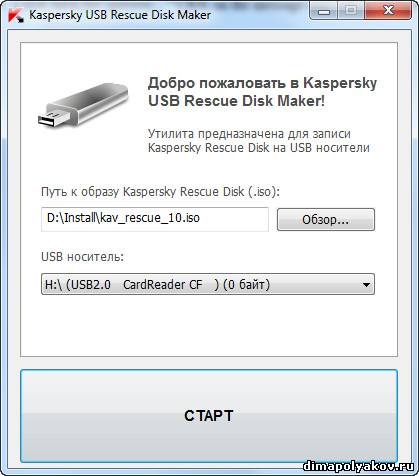 Kaspersky USB Rescue Disk Maker
Добро пожаловать в Kaspersky
USB Rescue Disk Maker!
Утилита предназначена для записи
Kaspersky Rescue Disk на USB носители
Путь к образу Kaspersky Rescue Disk (.iso):
D:\Install\kav_rescue_10.iso
Обзор...
USB носитель:
H:\ (USB2.0 CardReader CF ) (0 байт)
СТАРТ
dimapolyakov.ru